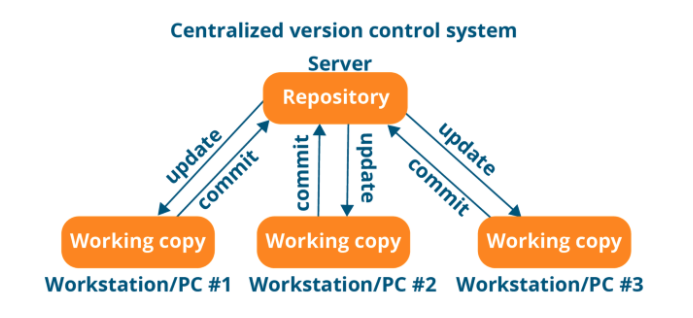 Centralized version control system
Server
Repository
update
commit
commit
update
update
commit
Working copy
Working copy
Working copy
Workstation/PC #1
Workstation/PC #2
Workstation/PC #3